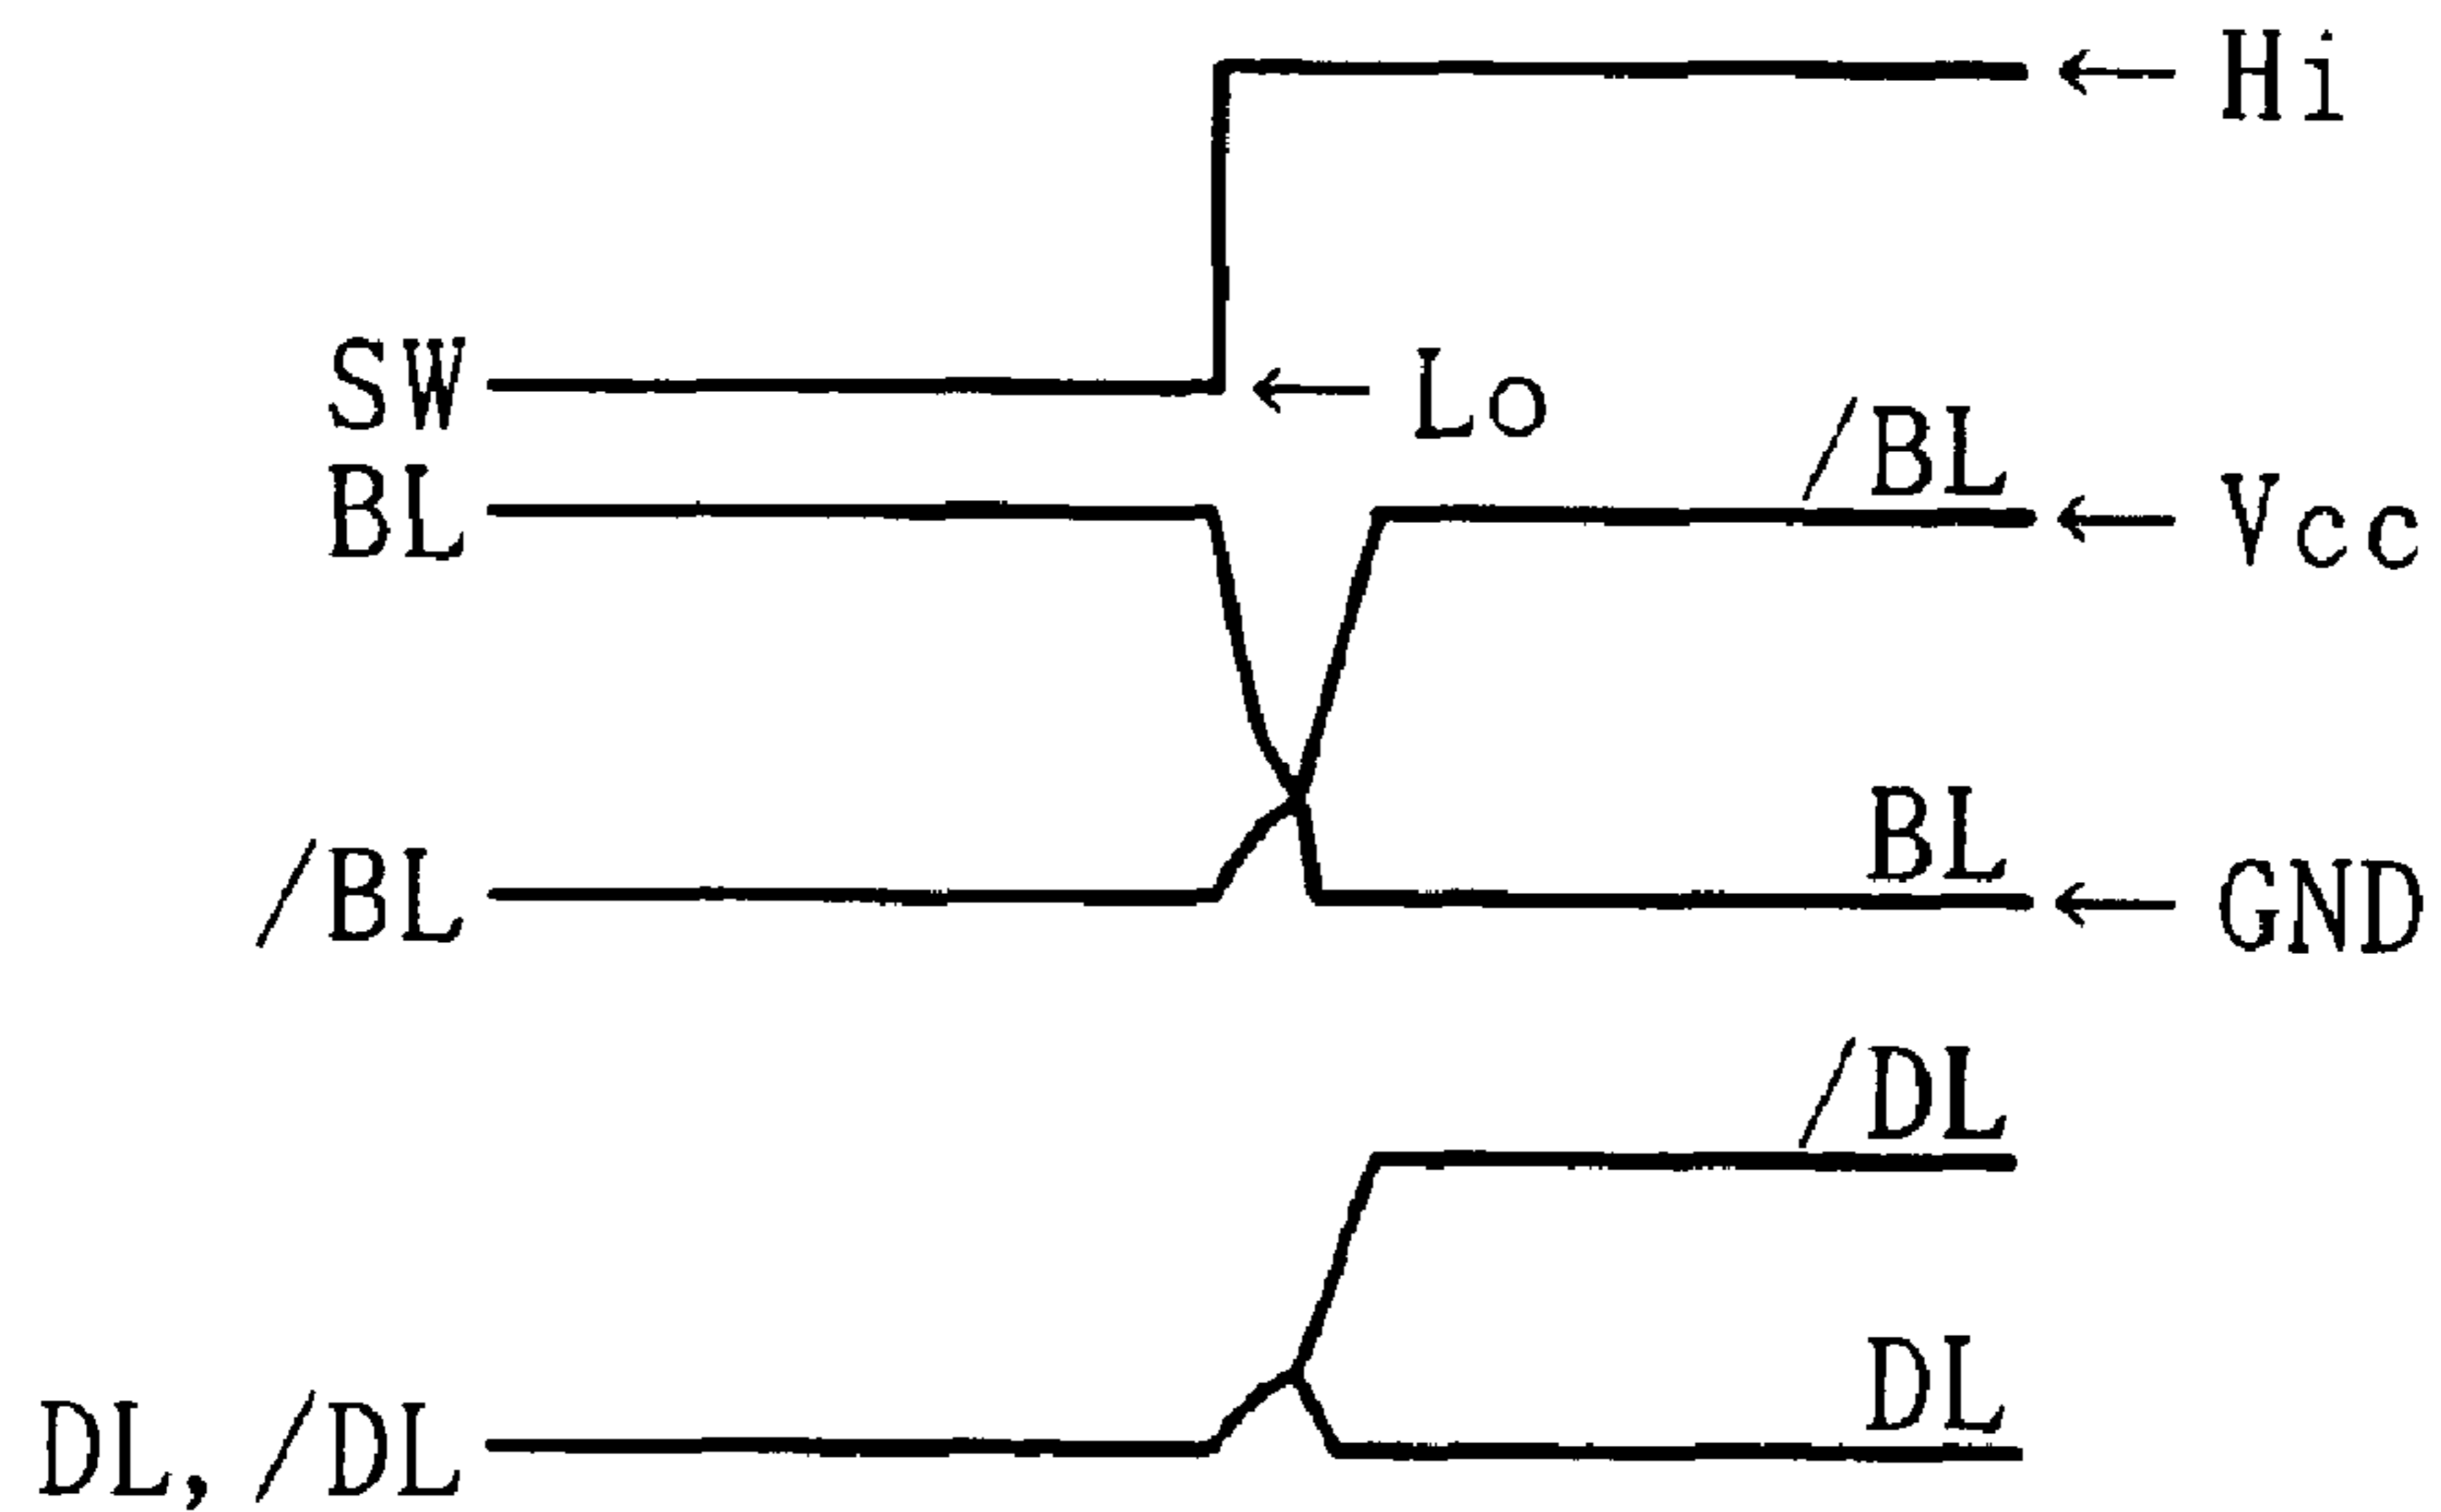 ← Hi
SW ← Lo
/BL
BL ← Vcc
BL
/BL ← GND
/DL
DL
DL, /DL